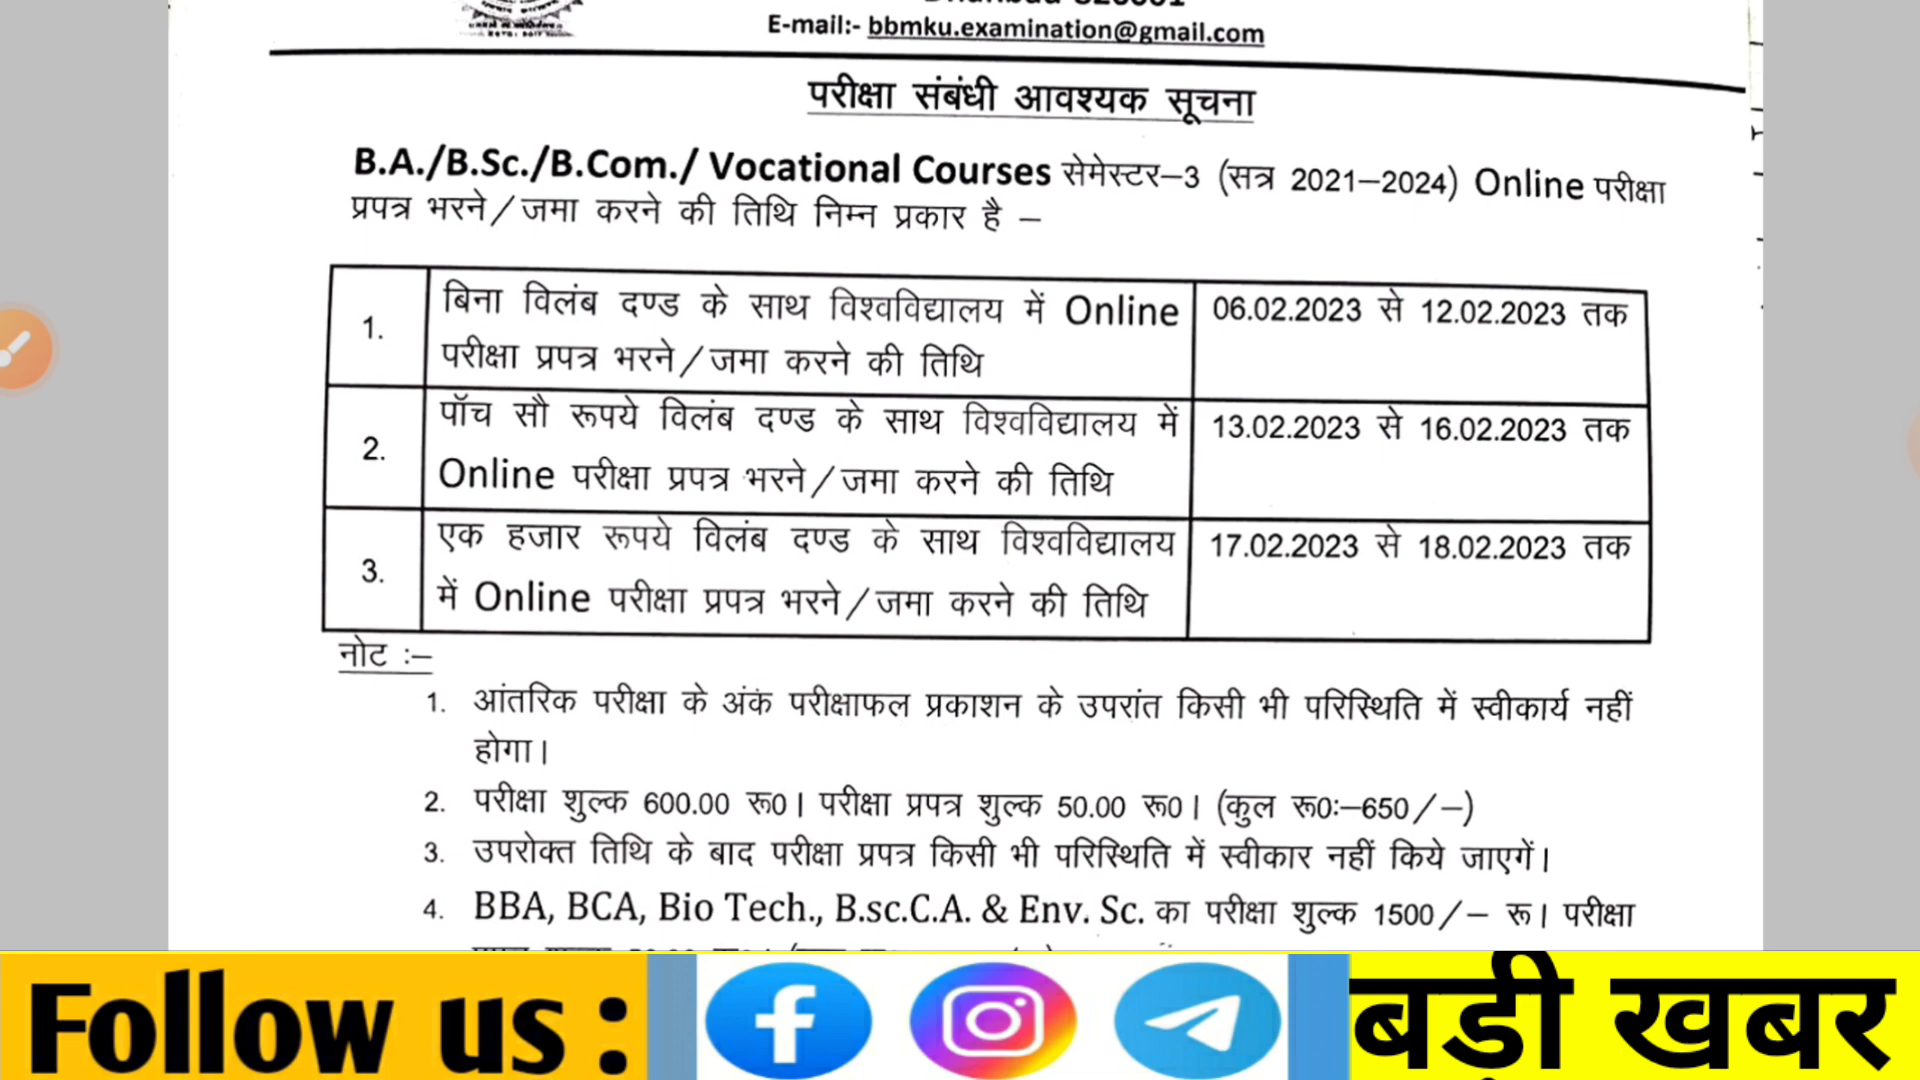 E-mail:- bbmku.examination@gmail.com
परीक्षा संबंधी आवश्यक सूचना
B.A./B.Sc./B.Com./ Vocational Courses सेमेस्टर–3 (सत्र 2021–2024) Online परीक्षा
प्रपत्र भरने/जमा करने की तिथि निम्न प्रकार है –
1.
बिना विलंब दण्ड के साथ विश्वविद्यालय में Online
परीक्षा प्रपत्र भरने/जमा करने की तिथि
06.02.2023 से 12.02.2023 तक
2.
पॉच सौ रूपये विलंब दण्ड के साथ विश्वविद्यालय में
Online परीक्षा प्रपत्र भरने/जमा करने की तिथि
13.02.2023 से 16.02.2023 तक
3.
एक हजार रूपये विलंब दण्ड के साथ विश्वविद्यालय
में Online परीक्षा प्रपत्र भरने/जमा करने की तिथि
17.02.2023 से 18.02.2023 तक
नोट :–
1. आंतरिक परीक्षा के अंक परीक्षाफल प्रकाशन के उपरांत किसी भी परिस्थिति में स्वीकार्य नहीं
होगा।
2. परीक्षा शुल्क 600.00 रू0। परीक्षा प्रपत्र शुल्क 50.00 रू0। (कुल रू0:–650/–)
3. उपरोक्त तिथि के बाद परीक्षा प्रपत्र किसी भी परिस्थिति में स्वीकार नहीं किये जाएगें।
4. BBA, BCA, Bio Tech., B.sc.C.A. & Env. Sc. का परीक्षा शुल्क 1500/– रू। परीक्षा
Follow us :
बड़ी खबर